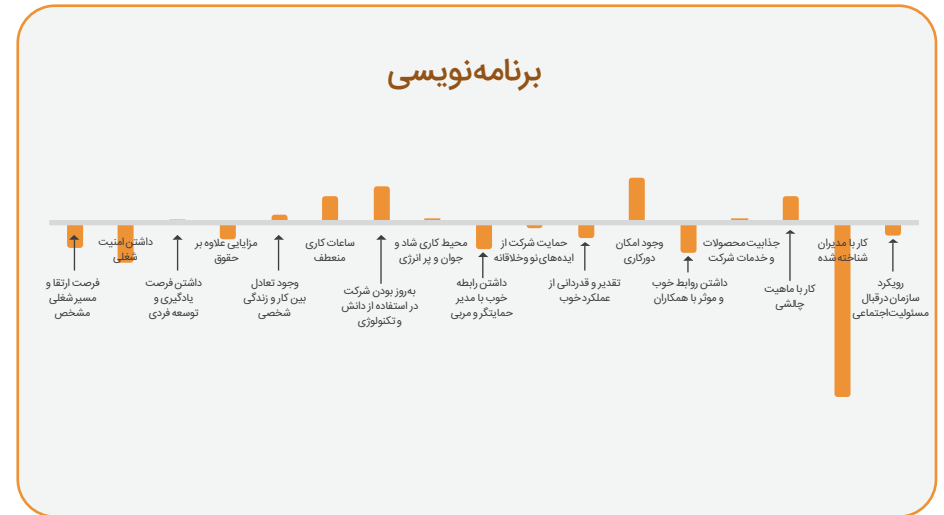 برنامه‌نویسی
رویکرد
سازمان درقبال
مسئولیت‌اجتماعی
کار با مدیران
شناخته‌شده
کار با ماهیت
چالشی
جذابیت‌محصولات
و خدمات شرکت
داشتن روابط خوب
و موثر با همکاران
وجود امکان
دورکاری
تقدیر و قدردانی از
عملکردخوب
حمایت شرکت از
ایده‌های‌نو وخلاقانه
داشتن رابطه
خوب با مدیر
حمایتگر و مربی
محیط کاری شاد و
جوان و پر انرژی
به‌روز بودن شرکت
در استفاده از دانش
و تکنولوژی
ساعات کاری
منعطف
وجود تعادل
بین کار و زندگی
شخصی
مزایایی علاوه بر
حقوق
داشتن فرصت
یادگیری و
توسعه فردی
داشتن امنیت
شغلی
فرصت ارتقا و
مسیر شغلی
مشخص